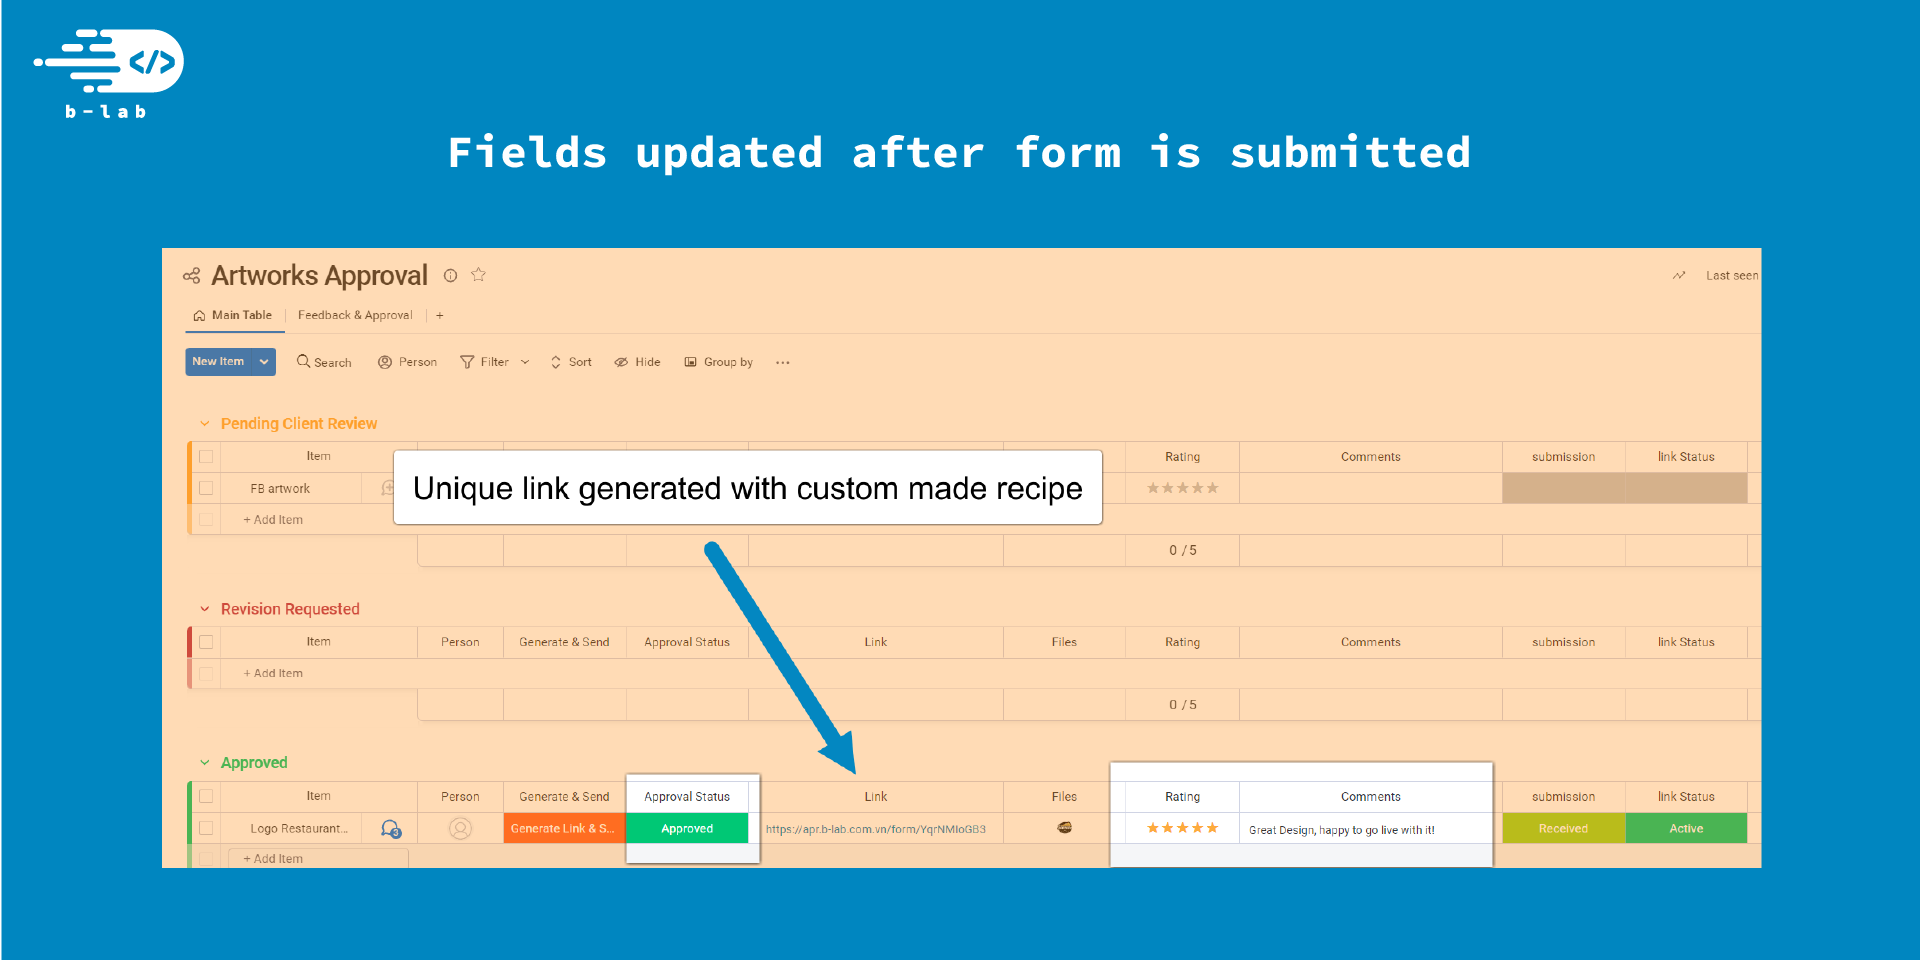 </>
b-lab
Fields updated after form is submitted
Artworks Approval
Last seen
Main Table Feedback & Approval +
New Item Search Person Filter Sort Hide Group by ...
Pending Client Review
Item Rating Comments submission link Status
Unique link generated with custom made recipe
FB artwork
+ Add Item
0 / 5
Revision Requested
Item Person Generate & Send Approval Status Link Files Rating Comments submission link Status
+ Add Item
0 / 5
Approved
Item Person Generate & Send Approval Status Link Files Rating Comments submission link Status
Logo Restaurant... 3 Generate Link & S... Approved https://apr.b-lab.com.vn/form/YqrNMIoGB3 Great Design, happy to go live with it! Received Active
+ Add Item